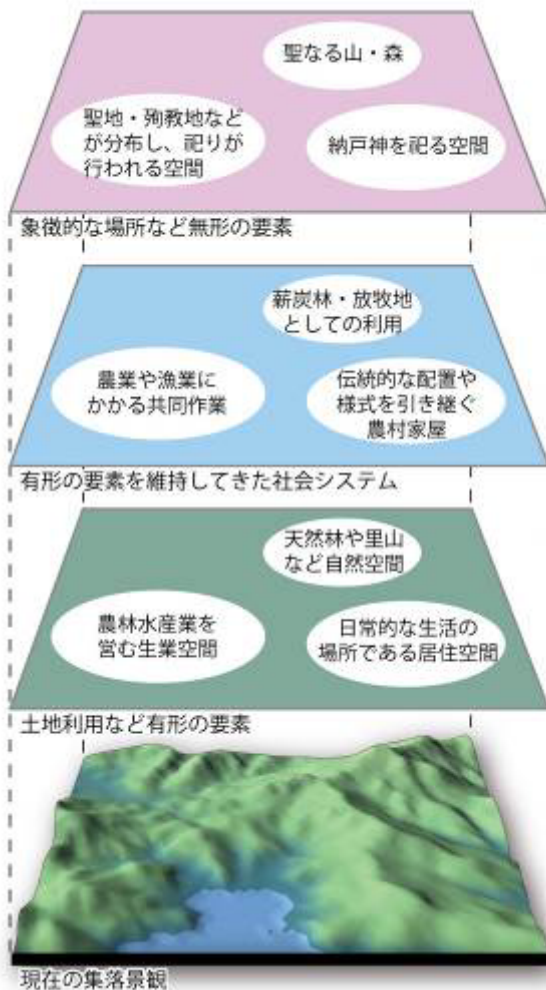 聖なる山・森
聖地・殉教地など
が分布し、祀りが
行われる空間
納戸神を祀る空間
象徴的な場所など無形の要素
薪炭林・放牧地
としての利用
農業や漁業に
かかる共同作業
伝統的な配置や
様式を引き継ぐ
農村家屋
有形の要素を維持してきた社会システム
天然林や里山
など自然空間
農林水産業を
営む生業空間
日常的な生活の
場所である居住空間
土地利用など有形の要素
現在の集落景観